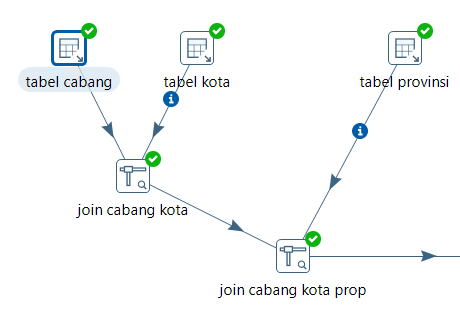 tabel cabang
tabel kota
tabel provinsi
join cabang kota
join cabang kota prop